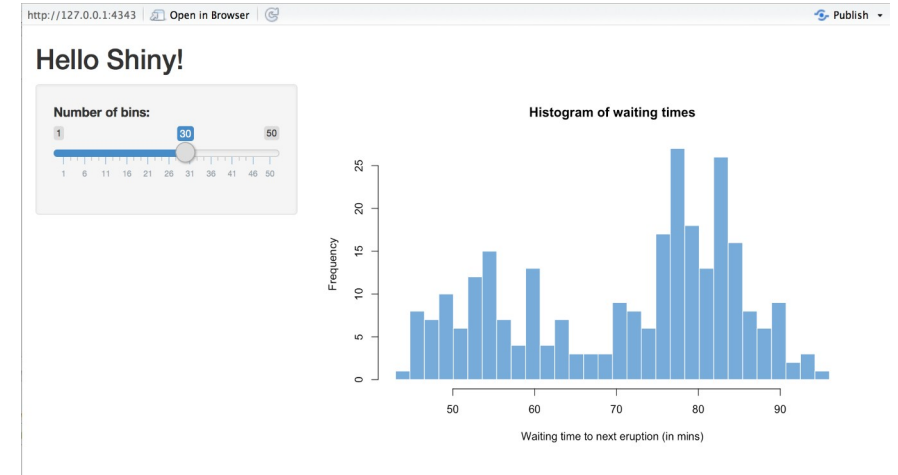 http://127.0.0.1:4343 Open in Browser Publish
Hello Shiny!
Number of bins:
1 30 50
1 6 11 16 21 26 31 36 41 46 50
Histogram of waiting times
Frequency
25
20
15
10
5
0
50 60 70 80 90
Waiting time to next eruption (in mins)